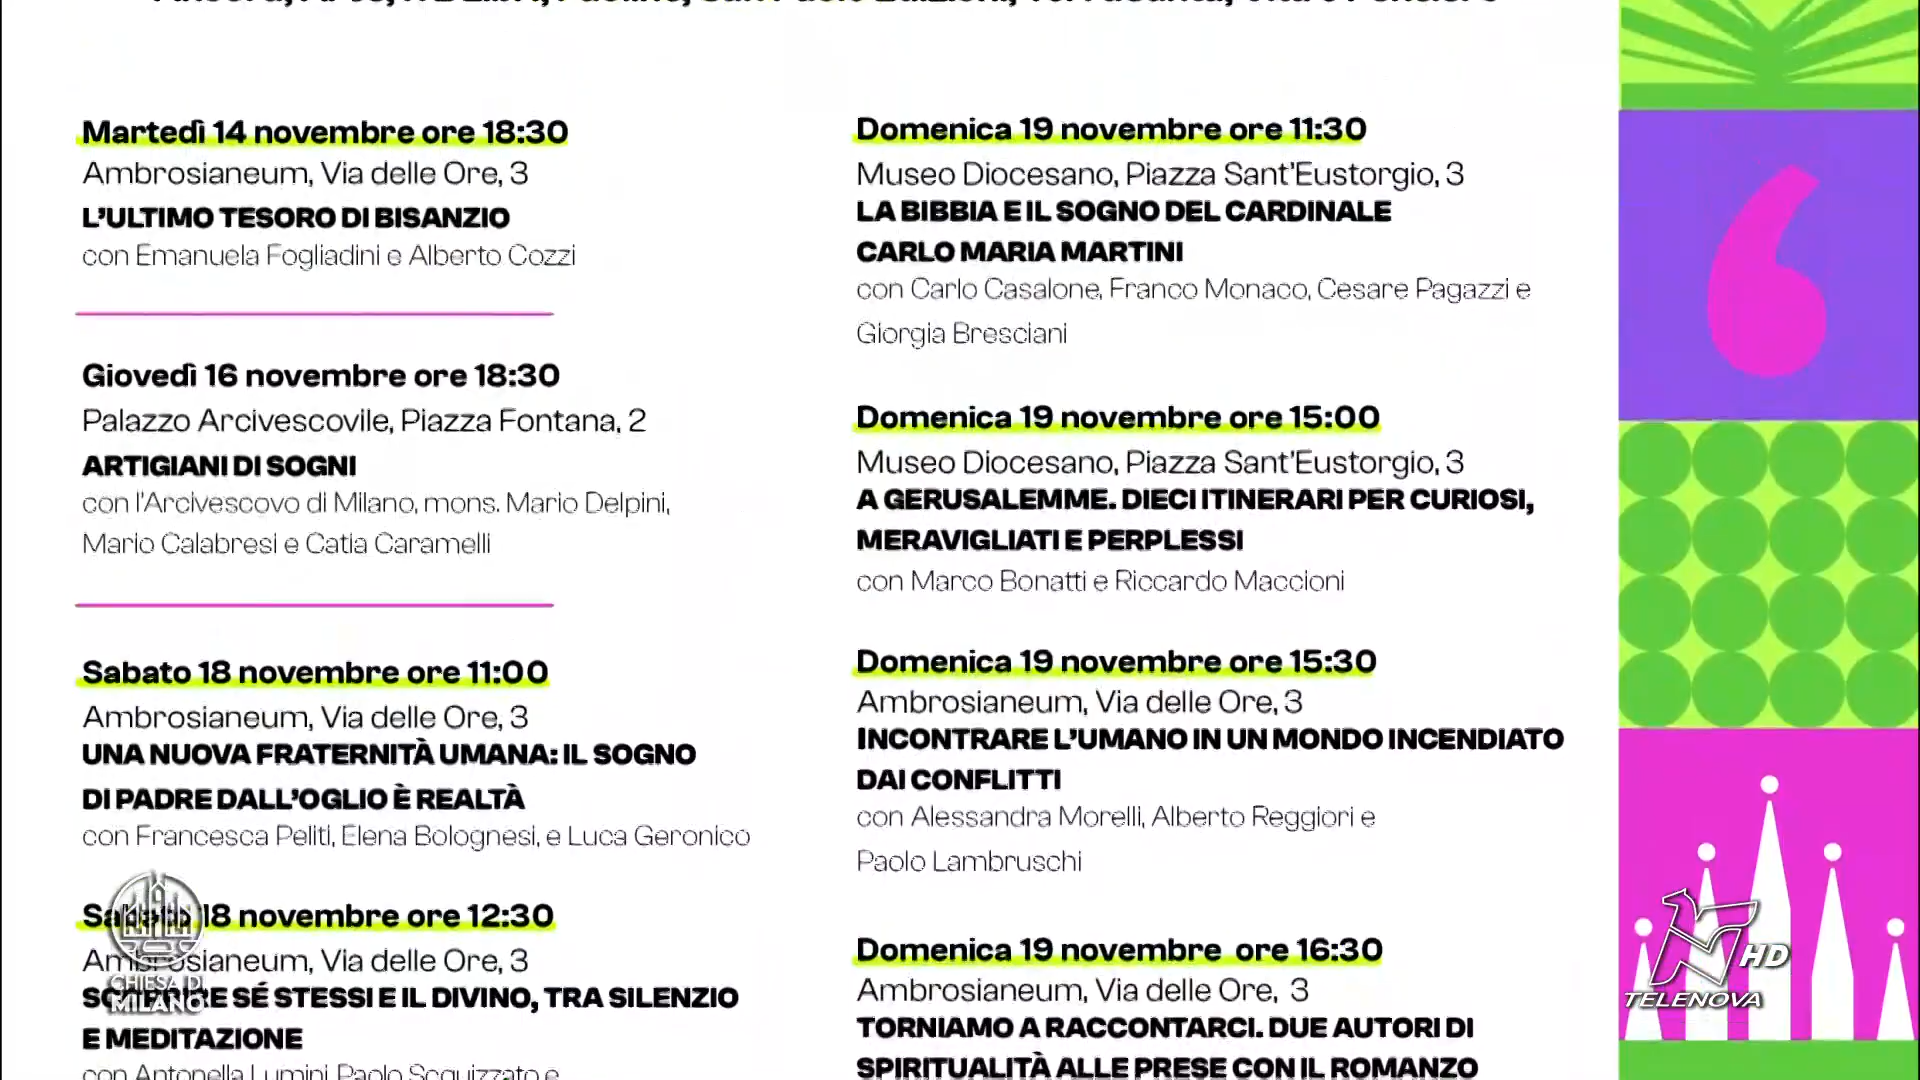 Martedì 14 novembre ore 18:30
Ambrosianeum, Via delle Ore, 3
L'ULTIMO TESORO DI BISANZIO
con Emanuela Fogliadini e Alberto Cozzi
Giovedì 16 novembre ore 18:30
Palazzo Arcivescovile, Piazza Fontana, 2
ARTIGIANI DI SOGNI
con l'Arcivescovo di Milano, mons. Mario Delpini,
Mario Calabresi e Catia Caramelli
Sabato 18 novembre ore 11:00
Ambrosianeum, Via delle Ore, 3
UNA NUOVA FRATERNITÀ UMANA: IL SOGNO
DI PADRE DALL'OGLIO È REALTÀ
con Francesca Peliti, Elena Bolognesi, e Luca Geronico
Sabato 18 novembre ore 12:30
Ambrosianeum, Via delle Ore, 3
SÉ STESSI E IL DIVINO, TRA SILENZIO
E MEDITAZIONE
con Antonella Lumini, Paolo Scquizzato e
Domenica 19 novembre ore 11:30
Museo Diocesano, Piazza Sant'Eustorgio, 3
LA BIBBIA E IL SOGNO DEL CARDINALE
CARLO MARIA MARTINI
con Carlo Casalone, Franco Monaco, Cesare Pagazzi e
Giorgia Bresciani
Domenica 19 novembre ore 15:00
Museo Diocesano, Piazza Sant'Eustorgio, 3
A GERUSALEMME. DIECI ITINERARI PER CURIOSI,
MERAVIGLIATI E PERPLESSI
con Marco Bonatti e Riccardo Maccioni
Domenica 19 novembre ore 15:30
Ambrosianeum, Via delle Ore, 3
INCONTRARE L'UMANO IN UN MONDO INCENDIATO
DAI CONFLITTI
con Alessandra Morelli, Alberto Reggiori e
Paolo Lambruschi
Domenica 19 novembre ore 16:30
Ambrosianeum, Via delle Ore, 3
TORNIAMO A RACCONTARCI. DUE AUTORI DI
SPIRITUALITÀ ALLE PRESE CON IL ROMANZO
CHIESA DI
MILANO
HD
TELENOVA